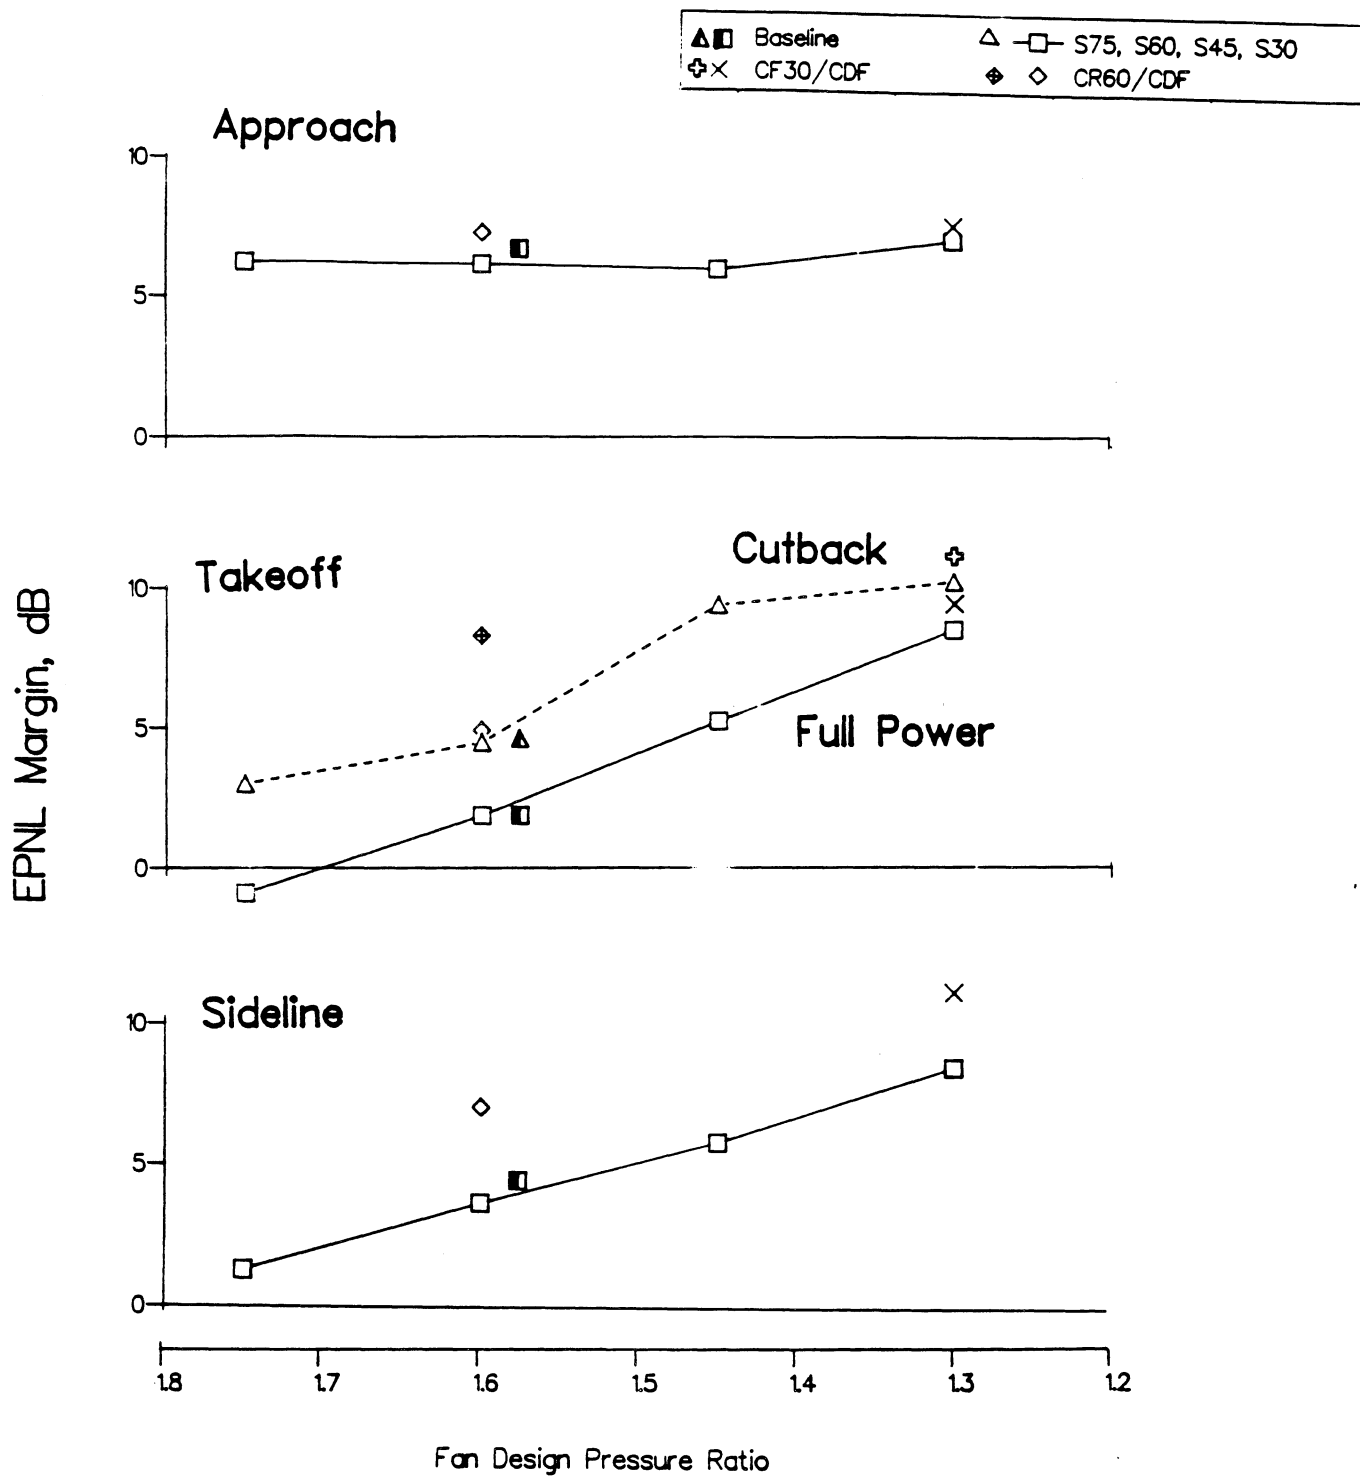 Baseline
S75, S60, S45, S30
CF30/CDF
CR60/CDF
Approach
10
5
0
EPNL Margin, dB
Takeoff
Cutback
10
5
Full Power
0
Sideline
10
5
0
1.8 1.7 1.6 1.5 1.4 1.3 1.2
Fan Design Pressure Ratio